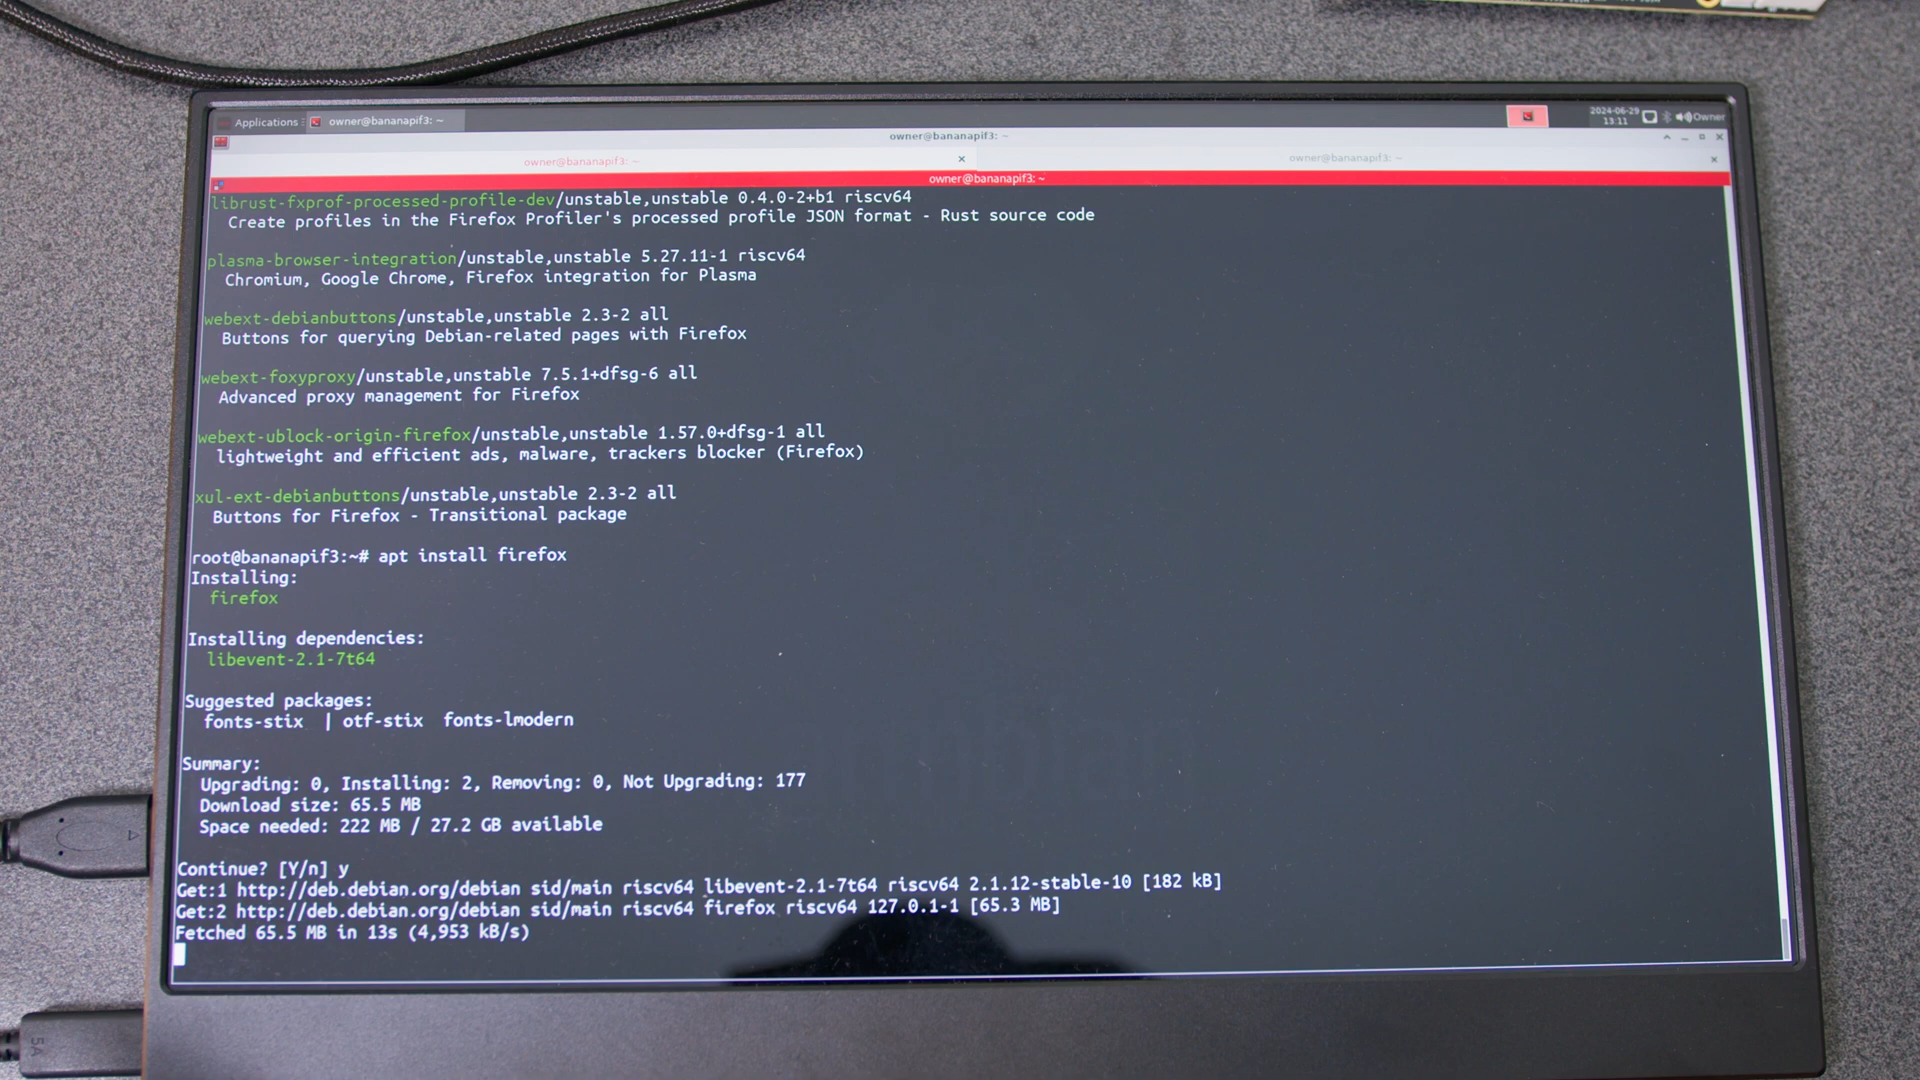 Applications
owner@bananapif3: ~
2024-06-29
13:11
Owner
owner@bananapif3: ~
owner@bananapif3: ~
owner@bananapif3: ~
owner@bananapif3: ~
librust-fxprof-processed-profile-dev/unstable,unstable 0.4.0-2+b1 riscv64
Create profiles in the Firefox Profiler's processed profile JSON format - Rust source code
plasma-browser-integration/unstable,unstable 5.27.11-1 riscv64
Chromium, Google Chrome, Firefox integration for Plasma
webext-debianbuttons/unstable,unstable 2.3-2 all
Buttons for querying Debian-related pages with Firefox
webext-foxyproxy/unstable,unstable 7.5.1+dfsg-6 all
Advanced proxy management for Firefox
webext-ublock-origin-firefox/unstable,unstable 1.57.0+dfsg-1 all
lightweight and efficient ads, malware, trackers blocker (Firefox)
xul-ext-debianbuttons/unstable,unstable 2.3-2 all
Buttons for Firefox - Transitional package
root@bananapif3:~# apt install firefox
Installing:
firefox
Installing dependencies:
libevent-2.1-7t64
Suggested packages:
fonts-stix | otf-stix fonts-lmodern
Summary:
Upgrading: 0, Installing: 2, Removing: 0, Not Upgrading: 177
Download size: 65.5 MB
Space needed: 222 MB / 27.2 GB available
Continue? [Y/n] y
Get:1 http://deb.debian.org/debian sid/main riscv64 libevent-2.1-7t64 riscv64 2.1.12-stable-10 [182 kB]
Get:2 http://deb.debian.org/debian sid/main riscv64 firefox riscv64 127.0.1-1 [65.3 MB]
Fetched 65.5 MB in 13s (4,953 kB/s)
5A